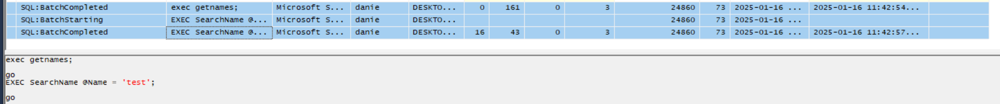 SQL:BatchCompleted exec getnames; Microsoft S... danie DESKTO... 0 161 0 3 24860 73 2025-01-16 ... 2025-01-16 11:42:54...
SQL:BatchStarting EXEC SearchName @... Microsoft S... danie DESKTO... 24860 73 2025-01-16 ...
SQL:BatchCompleted EXEC SearchName @... Microsoft S... danie DESKTO... 16 43 0 3 24860 73 2025-01-16 ... 2025-01-16 11:42:57...
exec getnames;
go
EXEC SearchName @Name = 'test';
go